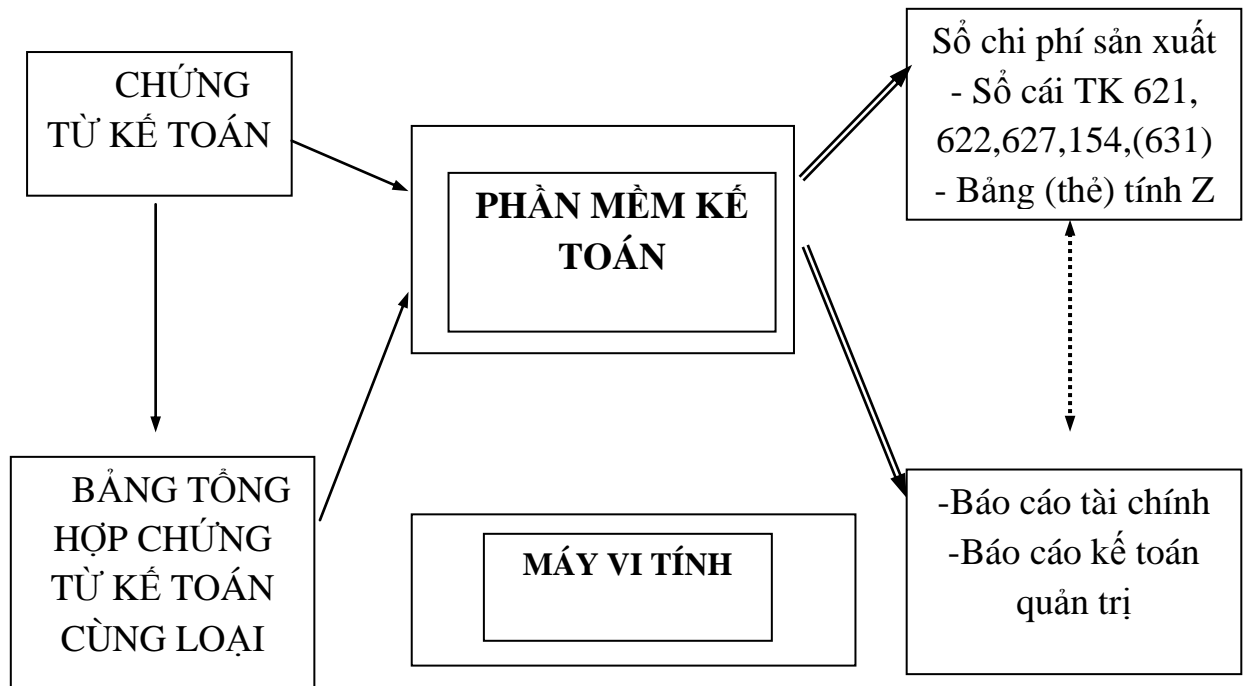 CHỨNG
TỪ KẾ TOÁN
BẢNG TỔNG
HỢP CHỨNG
TỪ KẾ TOÁN
CÙNG LOẠI
PHẦN MỀM KẾ
TOÁN
MÁY VI TÍNH
Sổ chi phí sản xuất
- Sổ cái TK 621,
622,627,154,(631)
- Bảng (thẻ) tính Z
-Báo cáo tài chính
-Báo cáo kế toán
quản trị